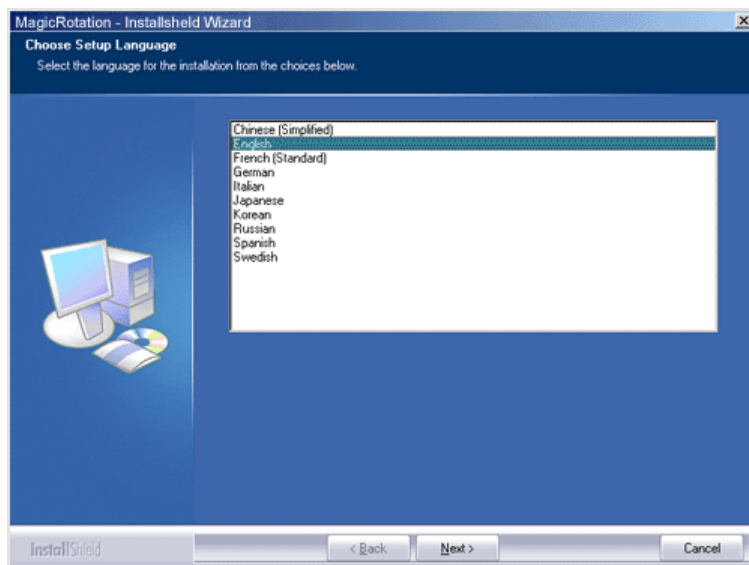 MagicRotation - Installsheld Wizard
Choose Setup Language
Select the language for the installation from the choices below.
Chinese (Simplified)
English
French (Standard)
German
Italian
Japanese
Korean
Russian
Spanish
Swedish
InstallShield
< Back
Next >
Cancel